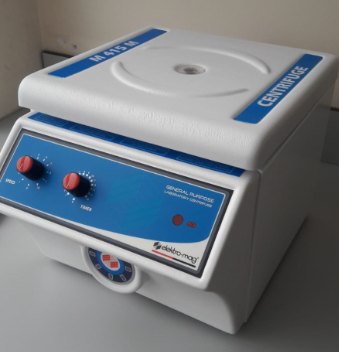 M 415 M
CENTRIFUGE
GENERAL PURPOSE
LABORATORY CENTRIFUGE
elektro-mag